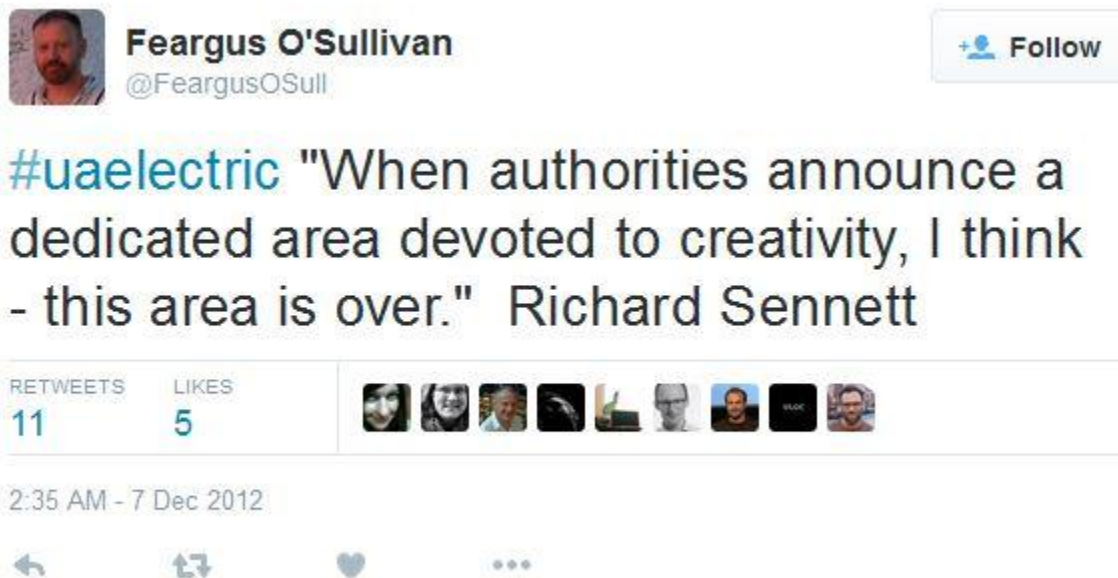 Feargus O'Sullivan
@FeargusOSull
Follow
#uaelectric "When authorities announce a
dedicated area devoted to creativity, I think
- this area is over."  Richard Sennett
RETWEETS LIKES
11 5
2:35 AM - 7 Dec 2012